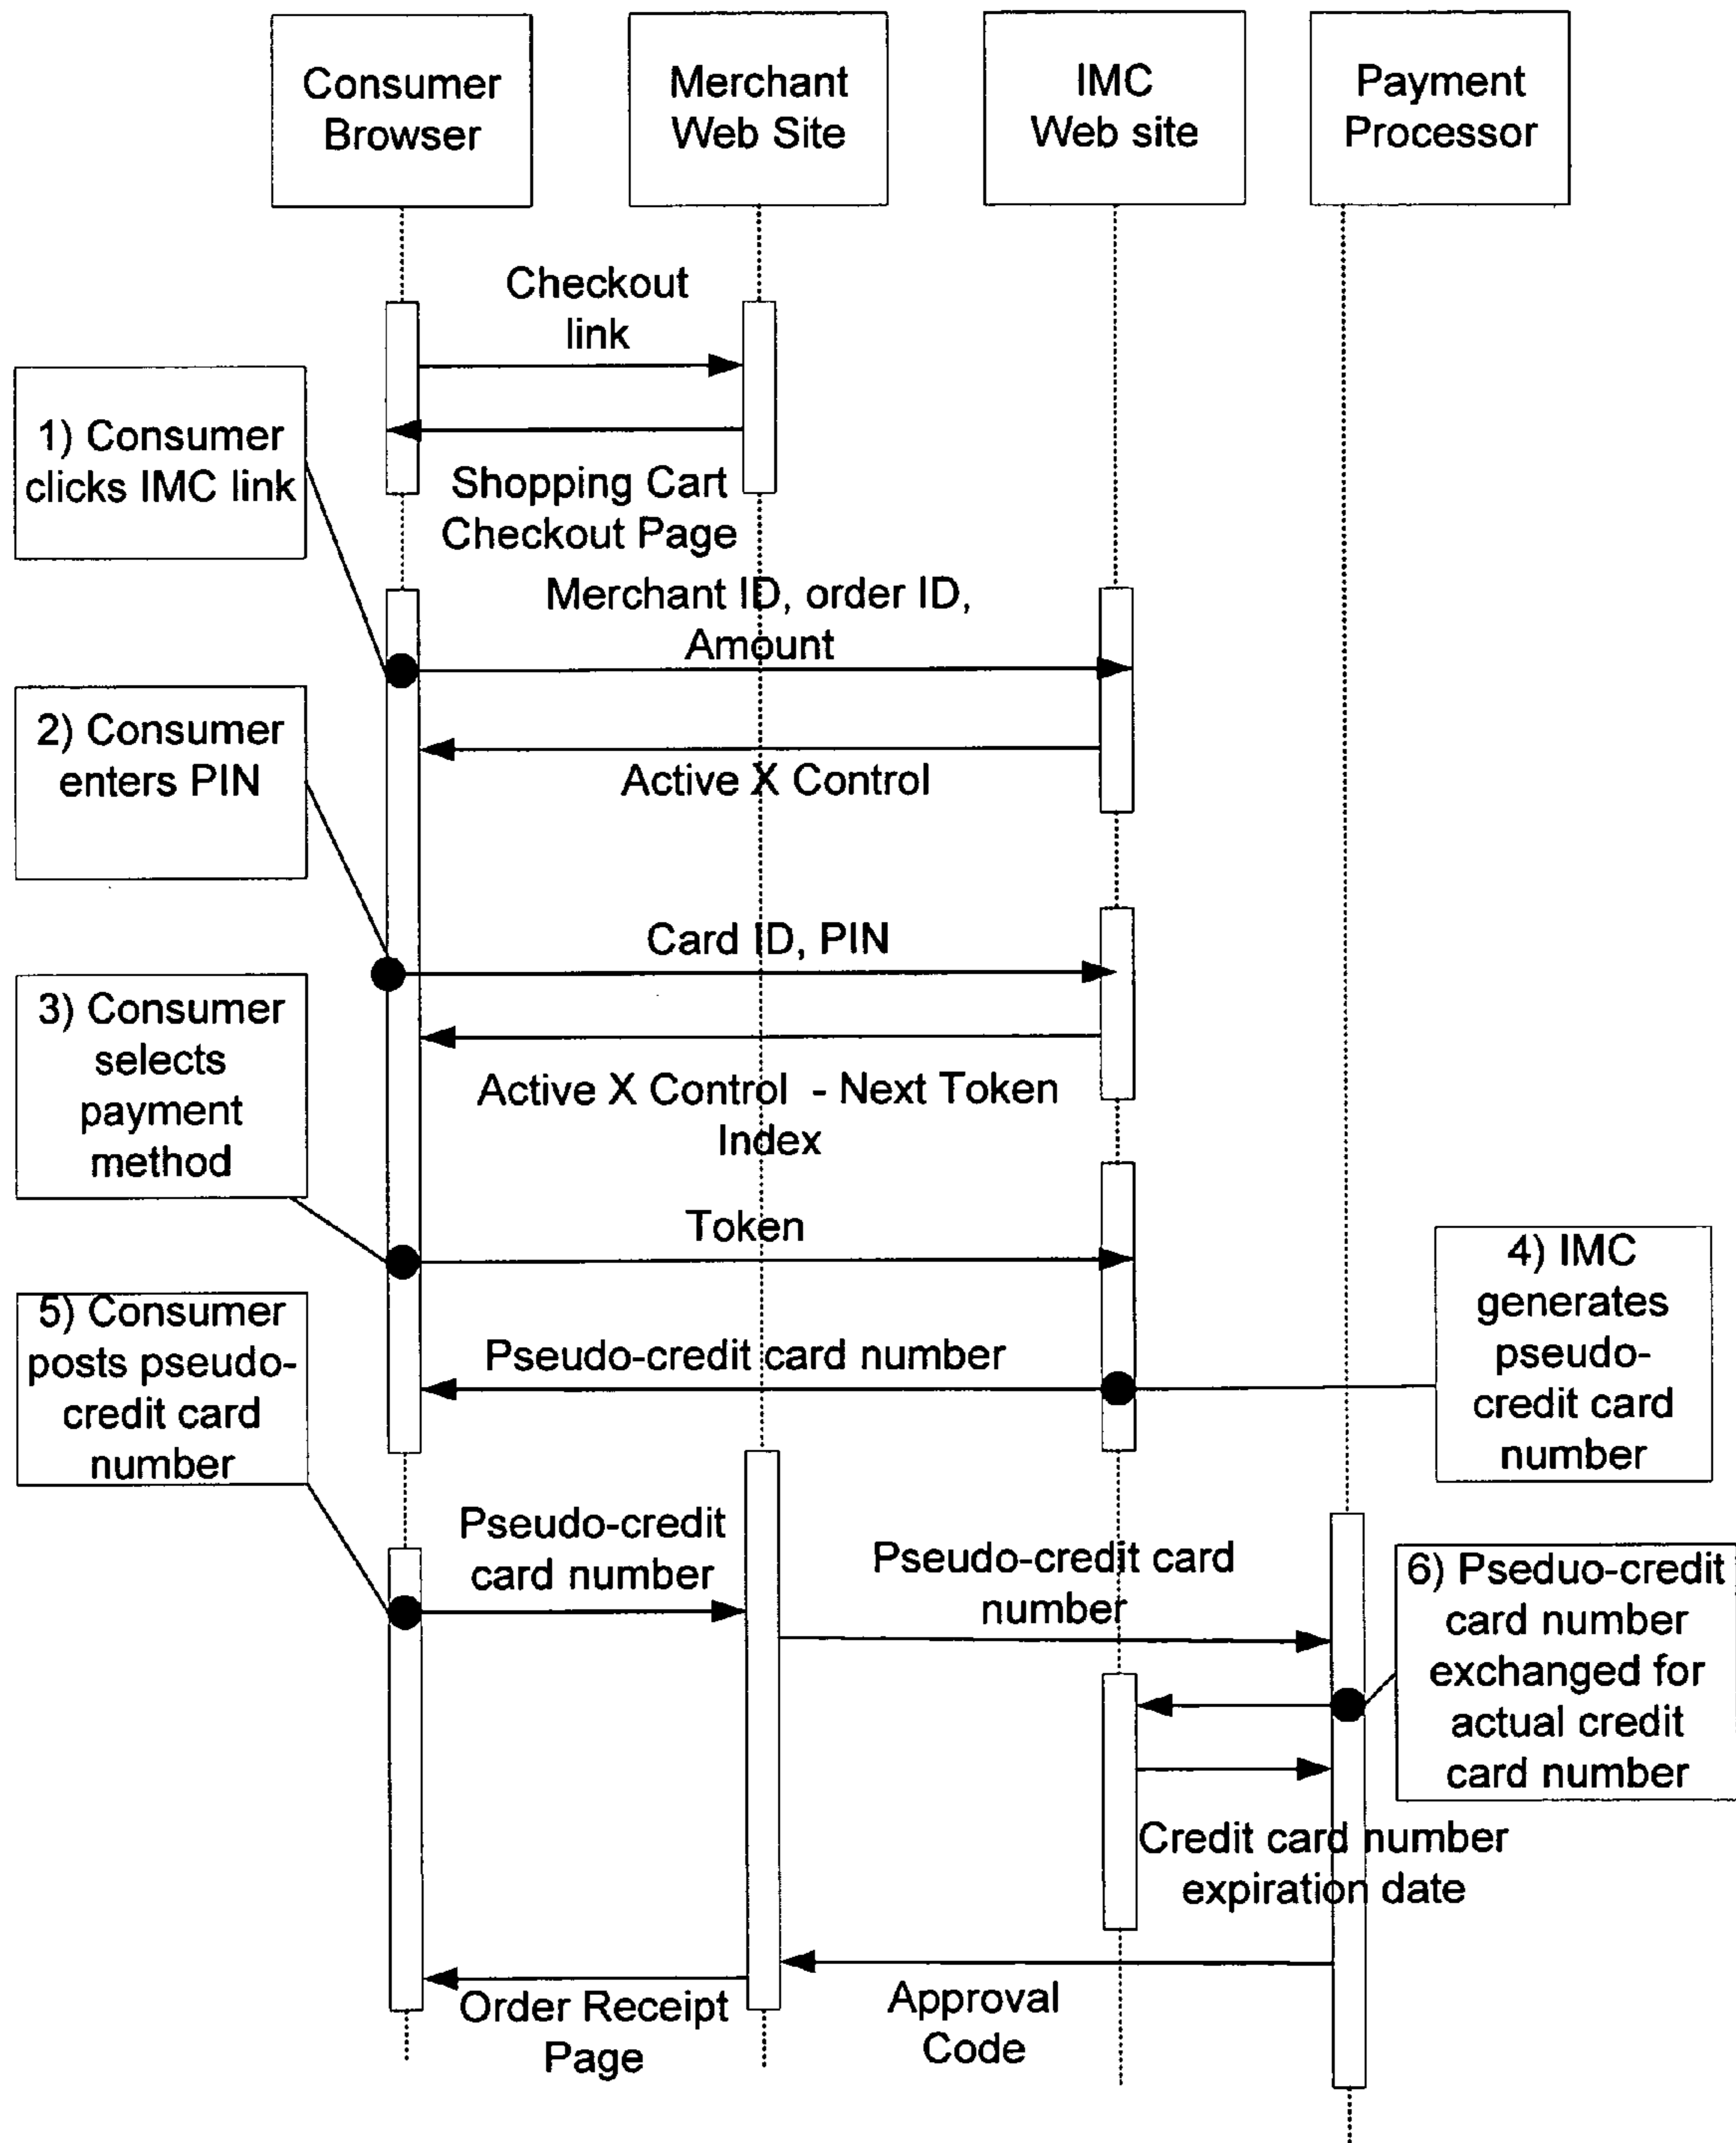 Consumer
Browser
Merchant
Web Site
IMC
Web site
Payment
Processor
Checkout
link
1) Consumer
clicks IMC link
Shopping Cart
Checkout Page
Merchant ID, order ID,
Amount
2) Consumer
enters PIN
Active X Control
Card ID, PIN
3) Consumer
selects
payment
method
Active X Control - Next Token
Index
Token
4) IMC
generates
pseudo-
credit card
number
5) Consumer
posts pseudo-
credit card
number
Pseudo-credit card number
Pseudo-credit
card number
Pseudo-credit card
number
6) Pseduo-credit
card number
exchanged for
actual credit
card number
Credit card number
expiration date
Order Receipt
Page
Approval
Code